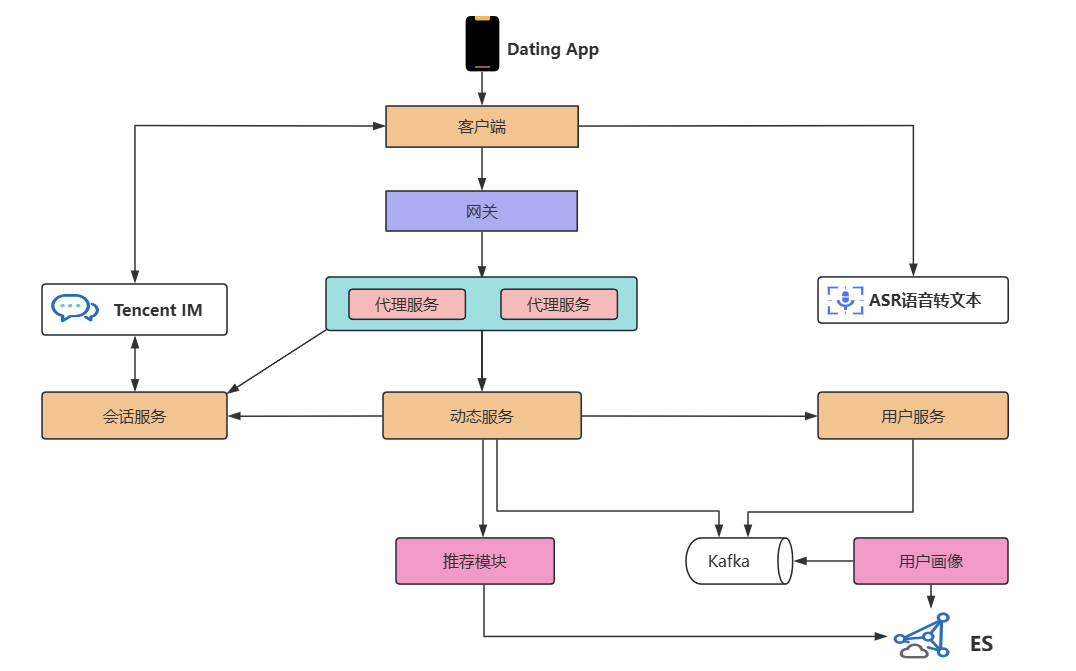 Dating App
客户端
网关
代理服务
代理服务
Tencent IM
ASR语音转文本
会话服务
动态服务
用户服务
推荐模块
Kafka
用户画像
ES